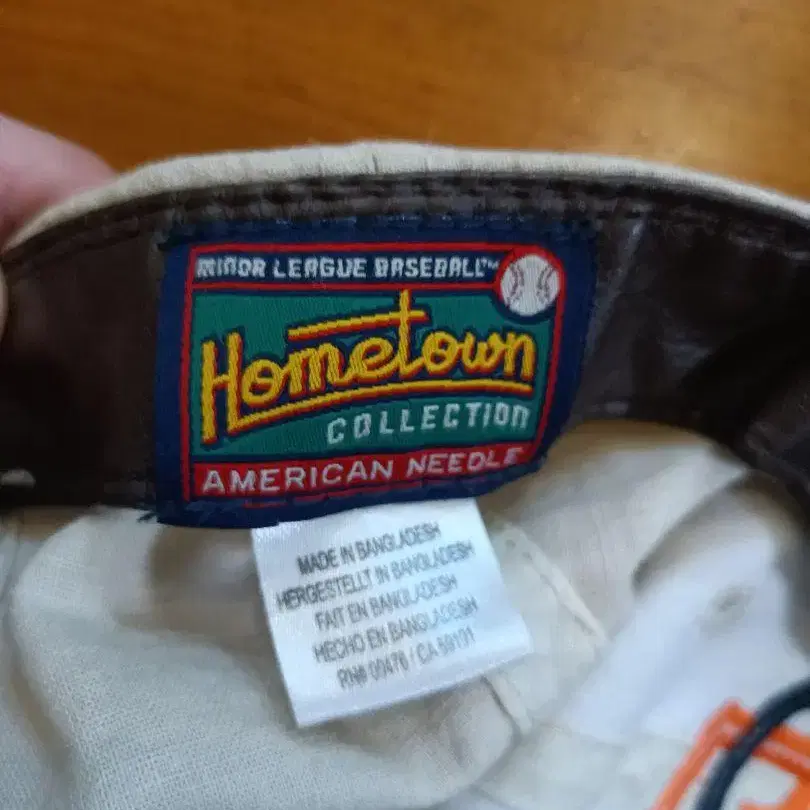 MINOR LEAGUE BASEBALL™
Hometown
COLLECTION
AMERICAN NEEDLE
MADE IN BANGLADESH
HERGESTELLT IN BANGLADESH
FAIT EN BANGLADESH
HECHO EN BANGLADESH
RN# 00476 / CA 59101